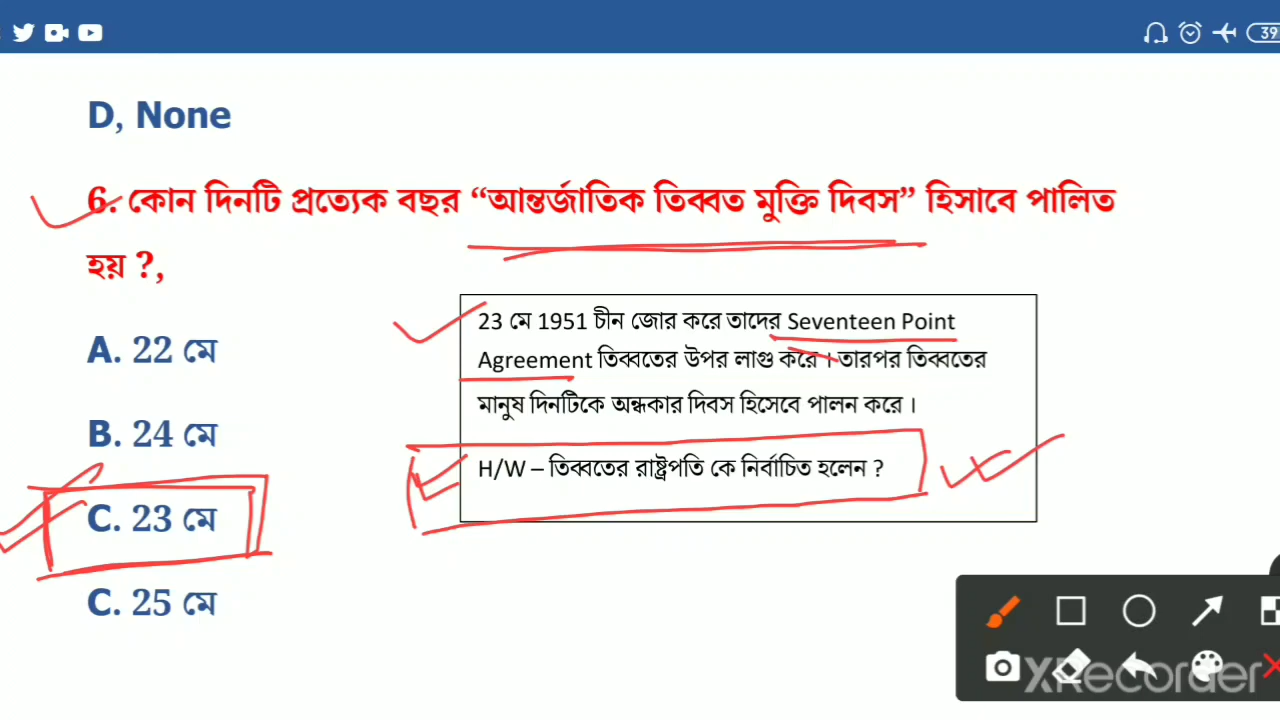 39
D, None
6. কোন দিনটি প্রত্যেক বছর “আন্তর্জাতিক তিব্বত মুক্তি দিবস” হিসাবে পালিত
হয় ?,
A. 22 মে
B. 24 মে
C. 23 মে
C. 25 মে
23 মে 1951 চীন জোর করে তাদের Seventeen Point
Agreement তিব্বতের উপর লাগু করে । তারপর তিব্বতের
মানুষ দিনটিকে অন্ধকার দিবস হিসেবে পালন করে ।
H/W – তিব্বতের রাষ্ট্রপতি কে নির্বাচিত হলেন ?
XRecorder